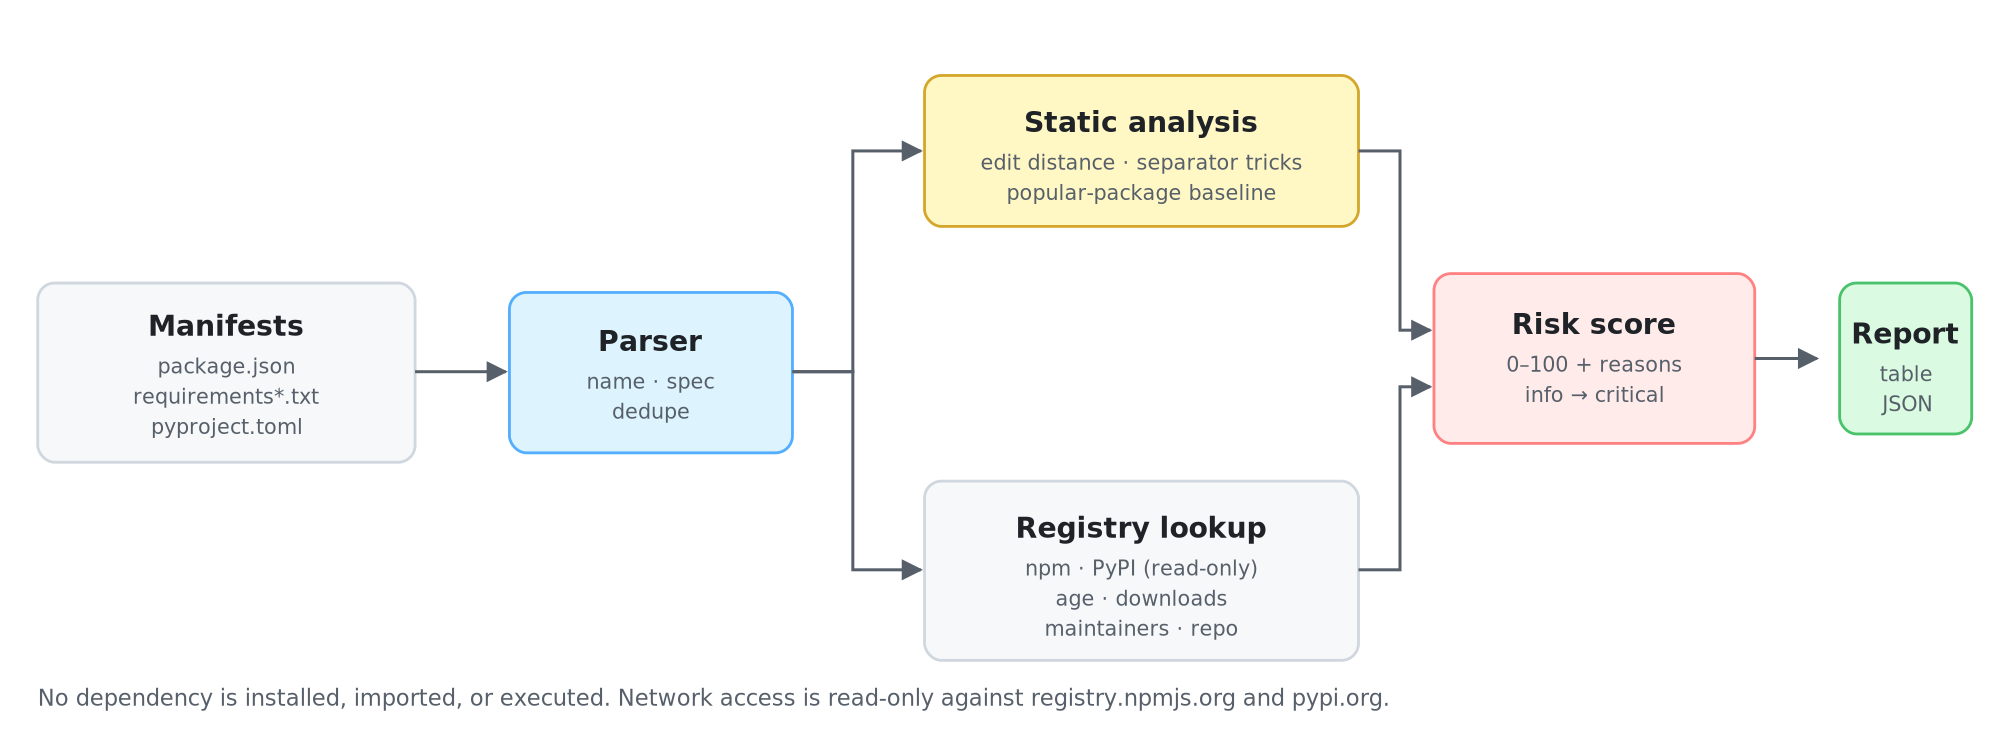 Manifests
package.json
requirements*.txt
pyproject.toml
Parser
name · spec
dedupe
Static analysis
edit distance · separator tricks
popular-package baseline
Registry lookup
npm · PyPI (read-only)
age · downloads
maintainers · repo
Risk score
0–100 + reasons
info → critical
Report
table
JSON
No dependency is installed, imported, or executed. Network access is read-only against registry.npmjs.org and pypi.org.